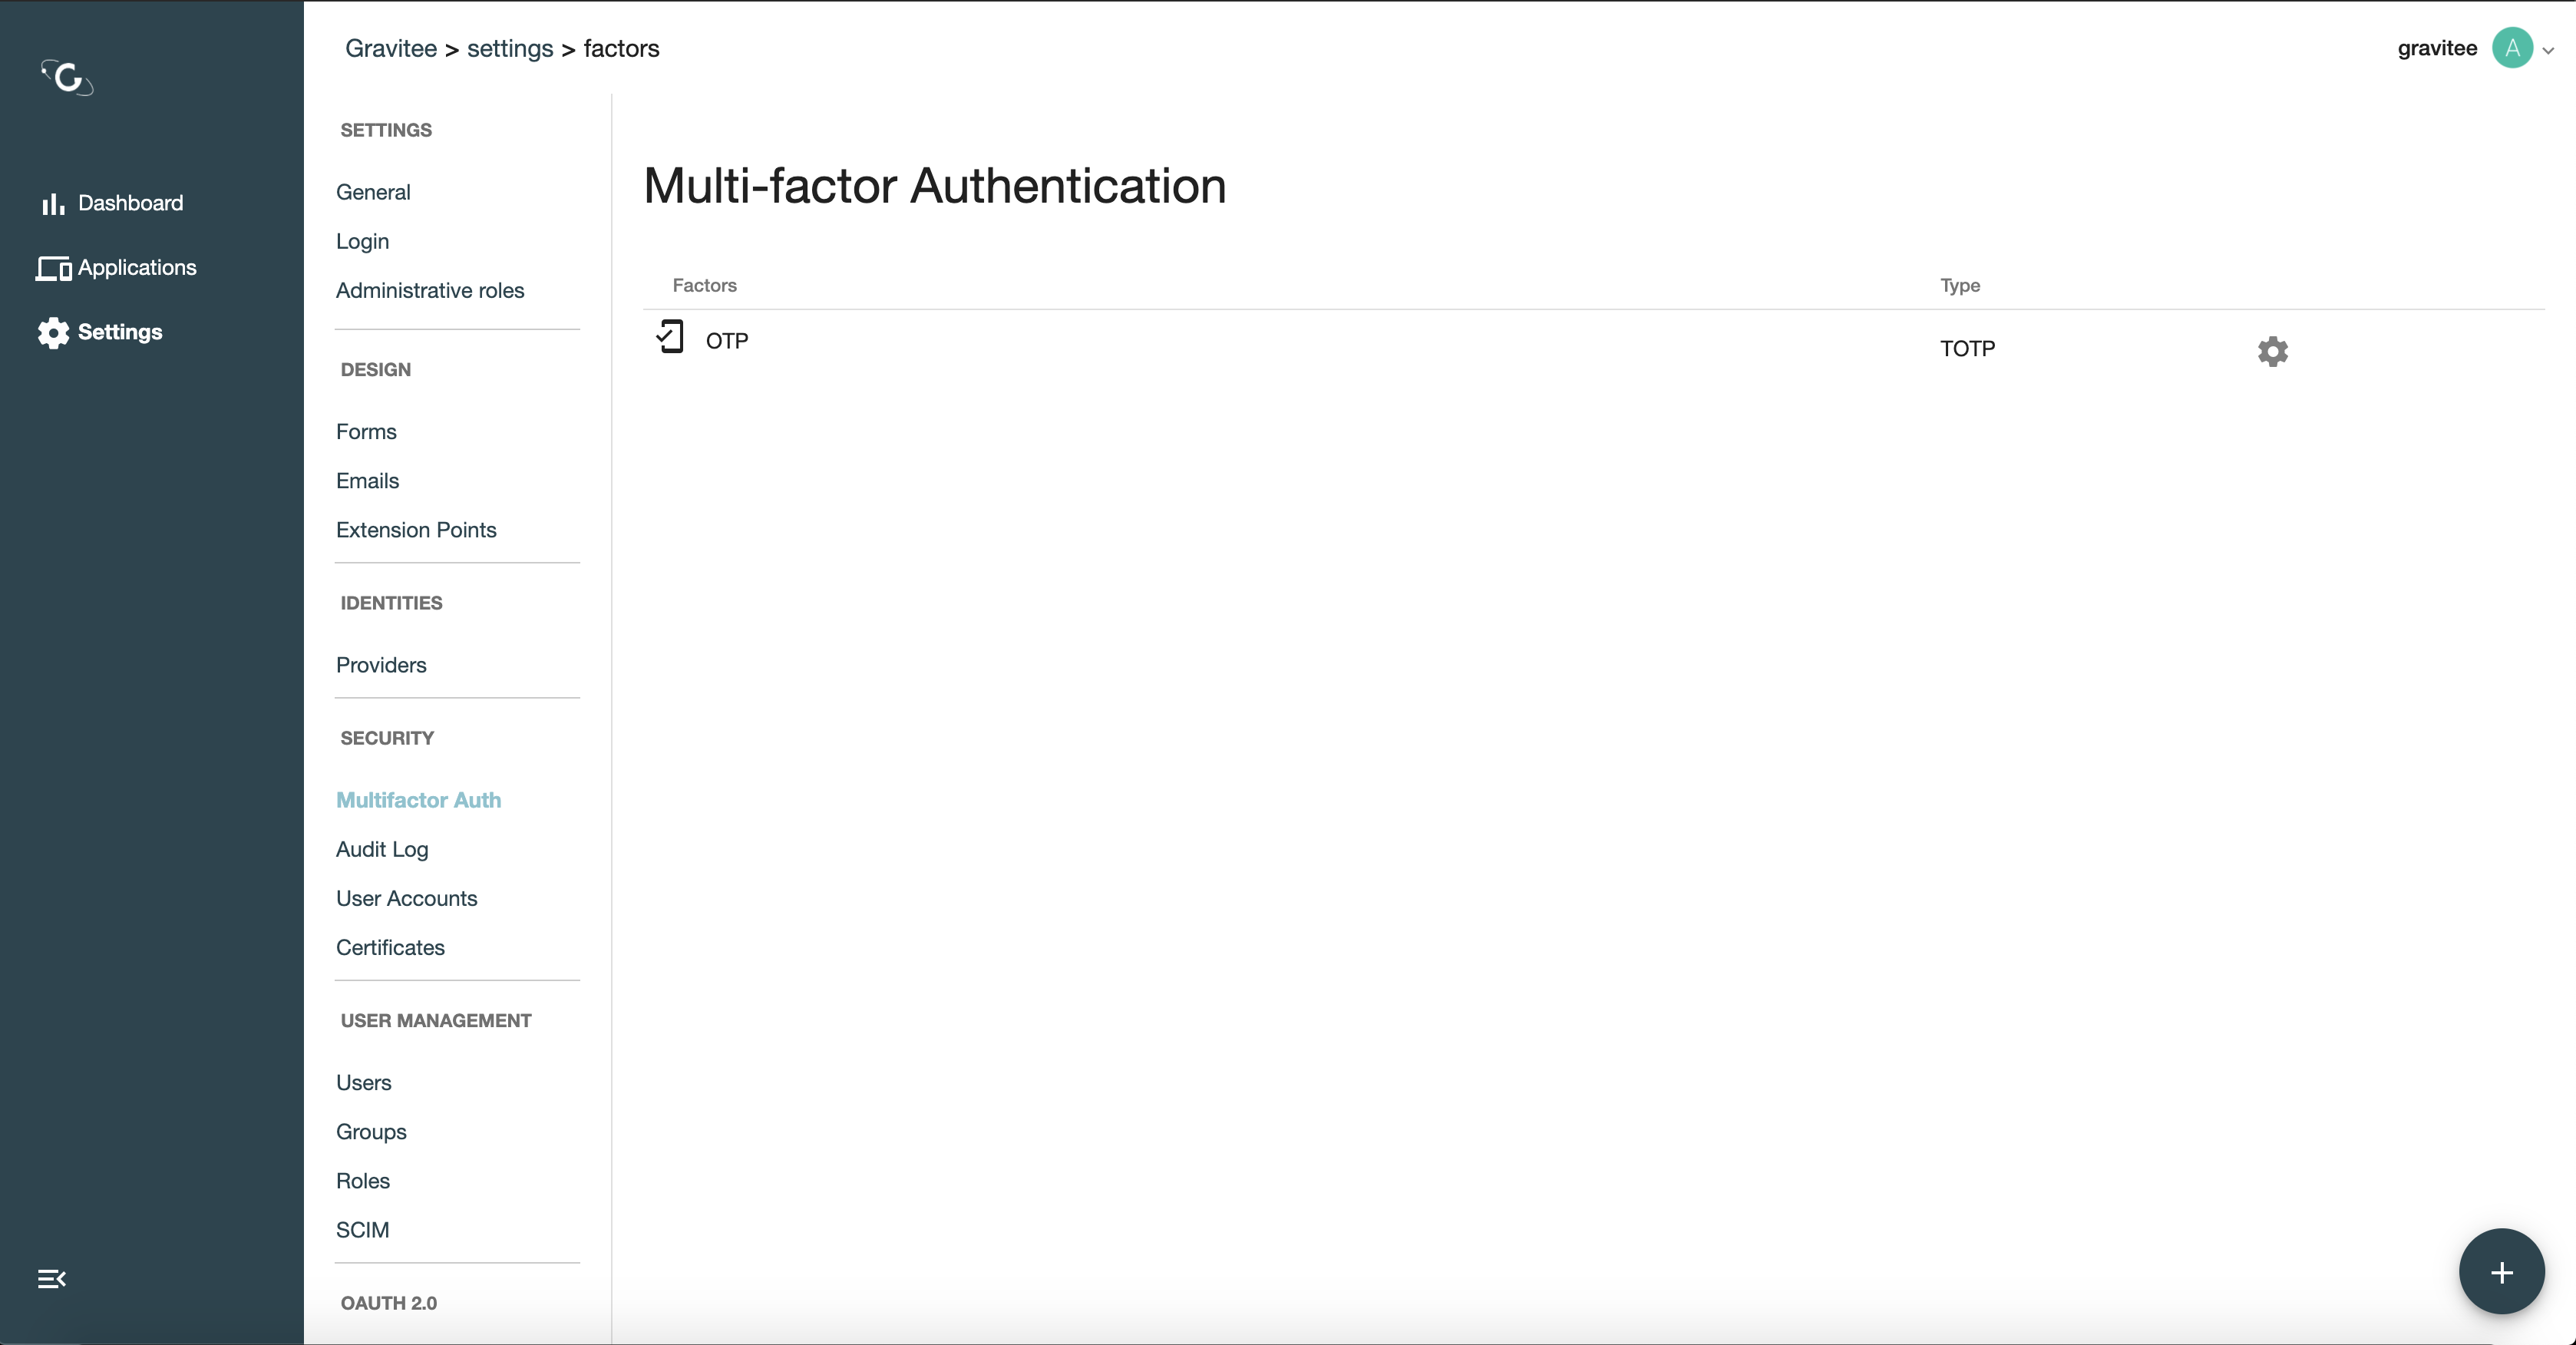 Gravitee > settings > factors
gravitee A
Dashboard
Applications
Settings
SETTINGS
General
Login
Administrative roles
DESIGN
Forms
Emails
Extension Points
IDENTITIES
Providers
SECURITY
Multifactor Auth
Audit Log
User Accounts
Certificates
USER MANAGEMENT
Users
Groups
Roles
SCIM
OAUTH 2.0
Multi-factor Authentication
Factors Type
OTP TOTP